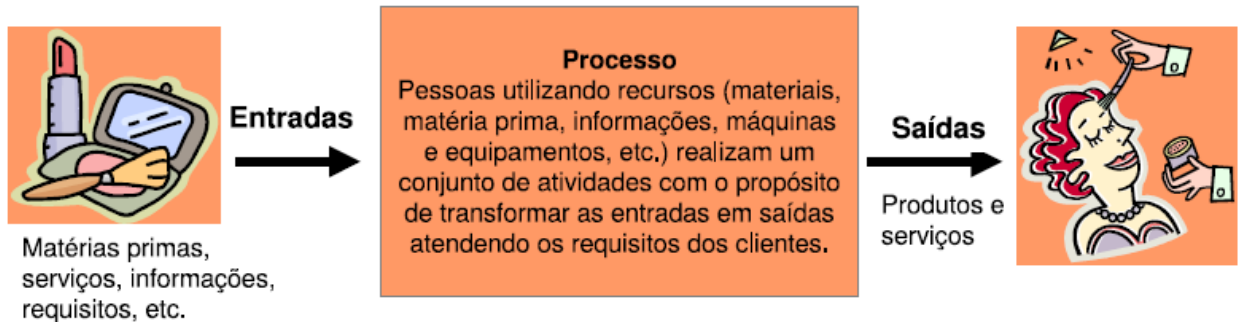 Entradas
Matérias primas,
serviços, informações,
requisitos, etc.
Processo
Pessoas utilizando recursos (materiais,
matéria prima, informações, máquinas
e equipamentos, etc.) realizam um
conjunto de atividades com o propósito
de transformar as entradas em saídas
atendendo os requisitos dos clientes.
Saídas
Produtos e
serviços